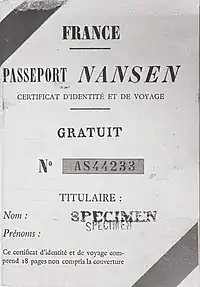 FRANCE
PASSEPORT NANSEN
CERTIFICAT D'IDENTITÉ ET DE VOYAGE
GRATUIT
Nº AS44233
TITULAIRE :
Nom : SPECIMEN
SPECIMEN
Prénoms :
Ce certificat d'identité et de voyage com-
prend 18 pages non compris la couverture